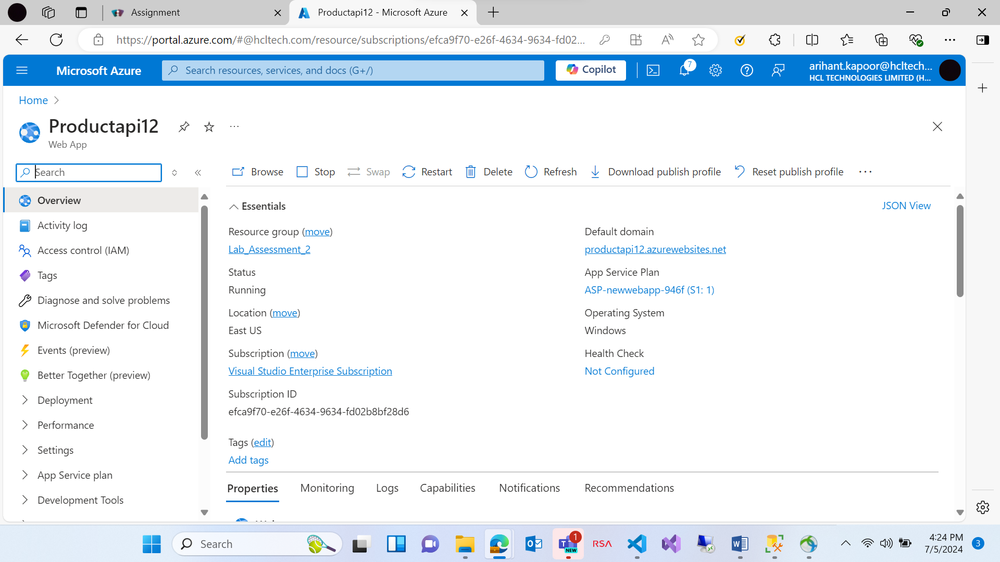 Assignment
Productapi12 - Microsoft Azure
https://portal.azure.com/#@hcltech.com/resource/subscriptions/efca9f70-e26f-4634-9634-fd02...
Microsoft Azure
Search resources, services, and docs (G+/)
Copilot
7
arihant.kapoor@hcltech...
HCL TECHNOLOGIES LIMITED (H...
Home
Productapi12
Web App
Search
Browse
Stop
Swap
Restart
Delete
Refresh
Download publish profile
Reset publish profile
Overview
Activity log
Access control (IAM)
Tags
Diagnose and solve problems
Microsoft Defender for Cloud
Events (preview)
Better Together (preview)
Deployment
Performance
Settings
App Service plan
Development Tools
Essentials
JSON View
Resource group (move)
Lab_Assessment_2
Status
Running
Location (move)
East US
Subscription (move)
Visual Studio Enterprise Subscription
Subscription ID
efca9f70-e26f-4634-9634-fd02b8bf28d6
Tags (edit)
Add tags
Default domain
productapi12.azurewebsites.net
App Service Plan
ASP-newwebapp-946f (S1: 1)
Operating System
Windows
Health Check
Not Configured
Properties
Monitoring
Logs
Capabilities
Notifications
Recommendations
Search
1
NEW
RSA
4:24 PM
7/5/2024
3